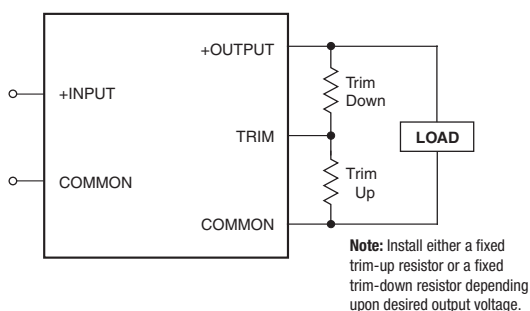 +OUTPUT
+INPUT
Trim
Down
TRIM
LOAD
COMMON
Trim
Up
COMMON
Note: Install either a fixed
trim-up resistor or a fixed
trim-down resistor depending
upon desired output voltage.